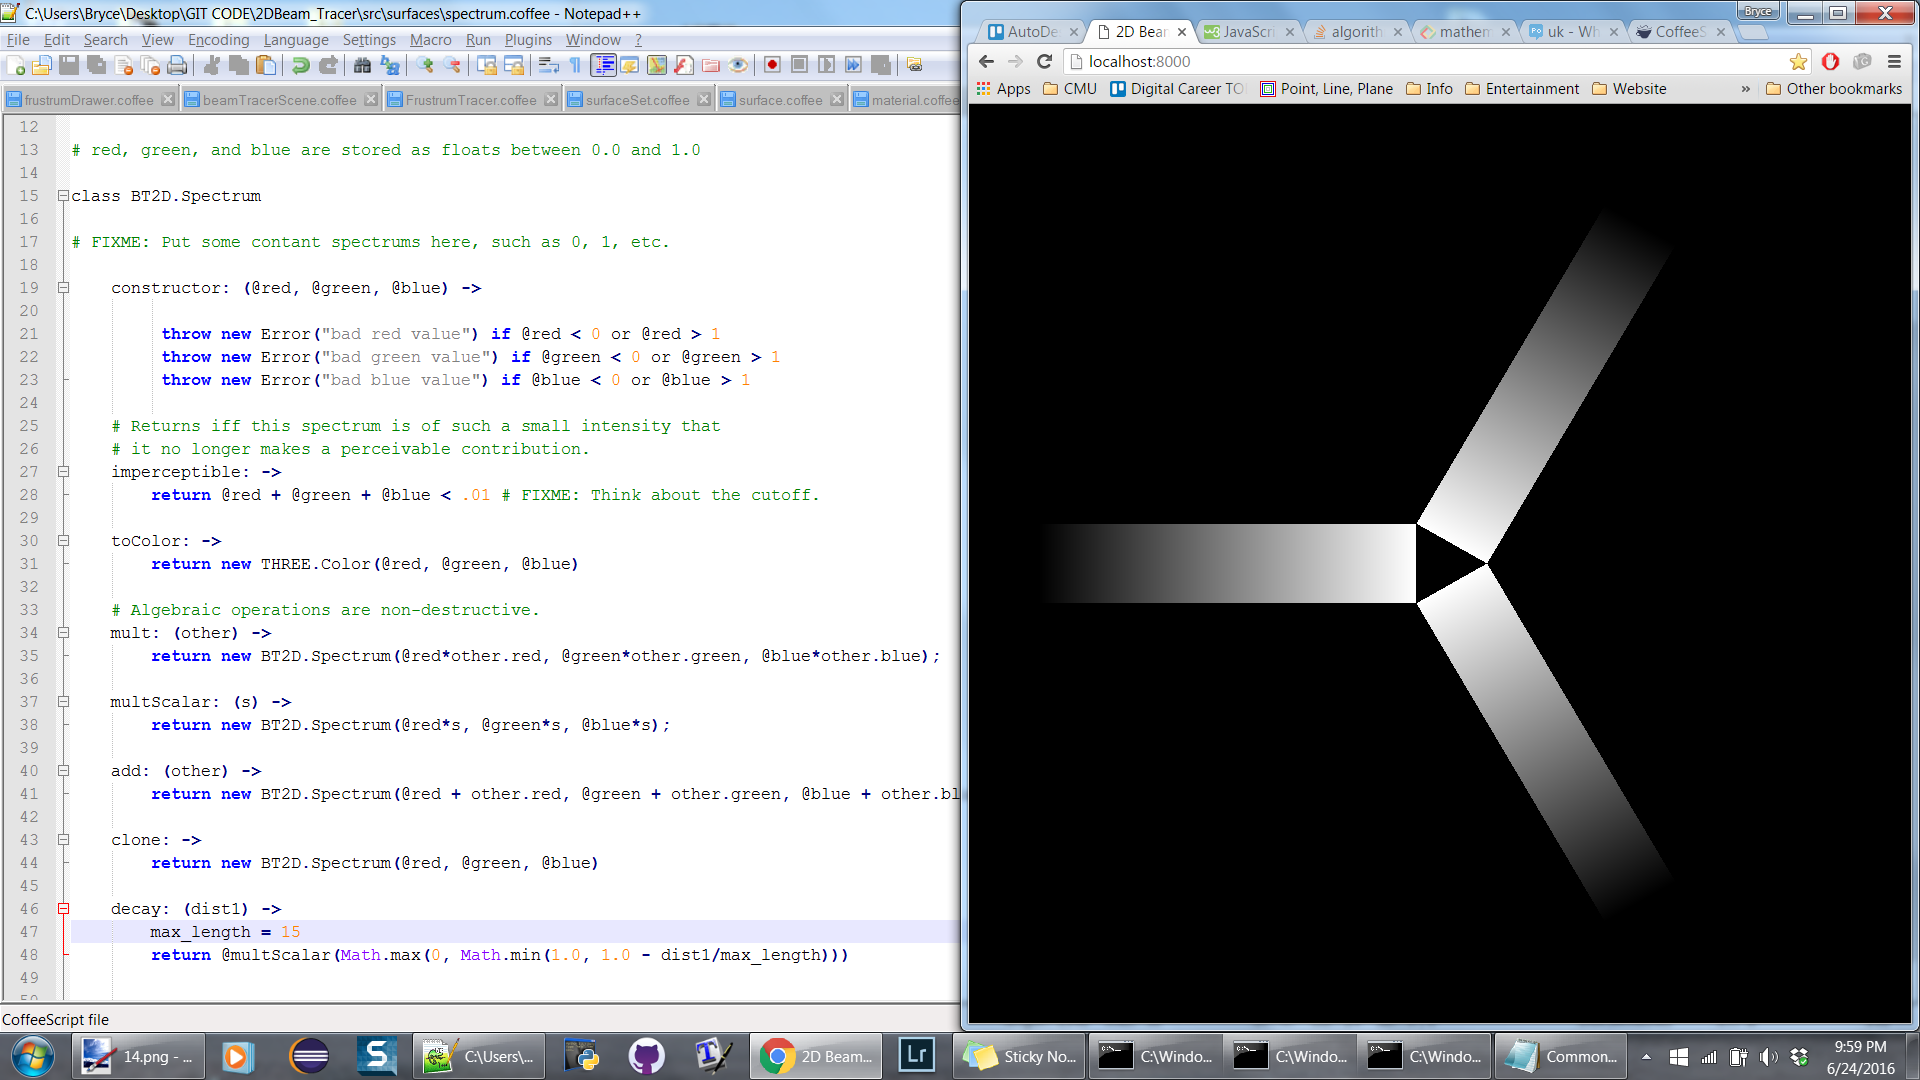 C:\Users\Bryce\Desktop\GIT CODE\2DBeam_Tracer\src\surfaces\spectrum.coffee - Notepad++
File Edit Search View Encoding Language Settings Macro Run Plugins Window ?
frustrumDrawer.coffee beamTracerScene.coffee FrustrumTracer.coffee surfaceSet.coffee surface.coffee material.coffee
12
13 # red, green, and blue are stored as floats between 0.0 and 1.0
14
15 class BT2D.Spectrum
16
17 # FIXME: Put some contant spectrums here, such as 0, 1, etc.
18
19 constructor: (@red, @green, @blue) ->
20
21 throw new Error("bad red value") if @red < 0 or @red > 1
22 throw new Error("bad green value") if @green < 0 or @green > 1
23 throw new Error("bad blue value") if @blue < 0 or @blue > 1
24
25 # Returns iff this spectrum is of such a small intensity that
26 # it no longer makes a perceivable contribution.
27 imperceptible: ->
28 return @red + @green + @blue < .01 # FIXME: Think about the cutoff.
29
30 toColor: ->
31 return new THREE.Color(@red, @green, @blue)
32
33 # Algebraic operations are non-destructive.
34 mult: (other) ->
35 return new BT2D.Spectrum(@red*other.red, @green*other.green, @blue*other.blue);
36
37 multScalar: (s) ->
38 return new BT2D.Spectrum(@red*s, @green*s, @blue*s);
39
40 add: (other) ->
41 return new BT2D.Spectrum(@red + other.red, @green + other.green, @blue + other.bl
42
43 clone: ->
44 return new BT2D.Spectrum(@red, @green, @blue)
45
46 decay: (dist1) ->
47 max_length = 15
48 return @multScalar(Math.max(0, Math.min(1.0, 1.0 - dist1/max_length)))
49
CoffeeScript file
Bryce
AutoDe 2D Bear JavaScri algorith mathem uk - Wh CoffeeS
localhost:8000
Apps CMU Digital Career TO Point, Line, Plane Info Entertainment Website » Other bookmarks
14.png - ... C:\Users\... 2D Beam... Lr Sticky No... C:\Windo... C:\Windo... C:\Windo... Common...
9:59 PM
6/24/2016